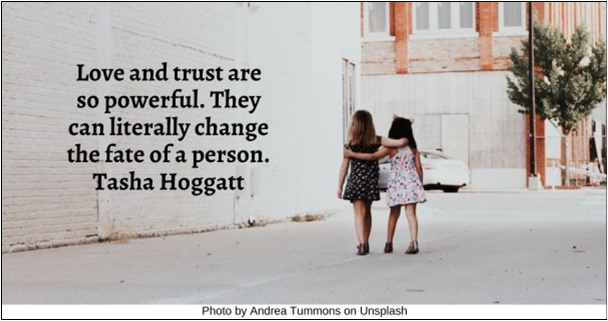 Love and trust are
so powerful. They
can literally change
the fate of a person.
Tasha Hoggatt
Photo by Andrea Tummons on Unsplash